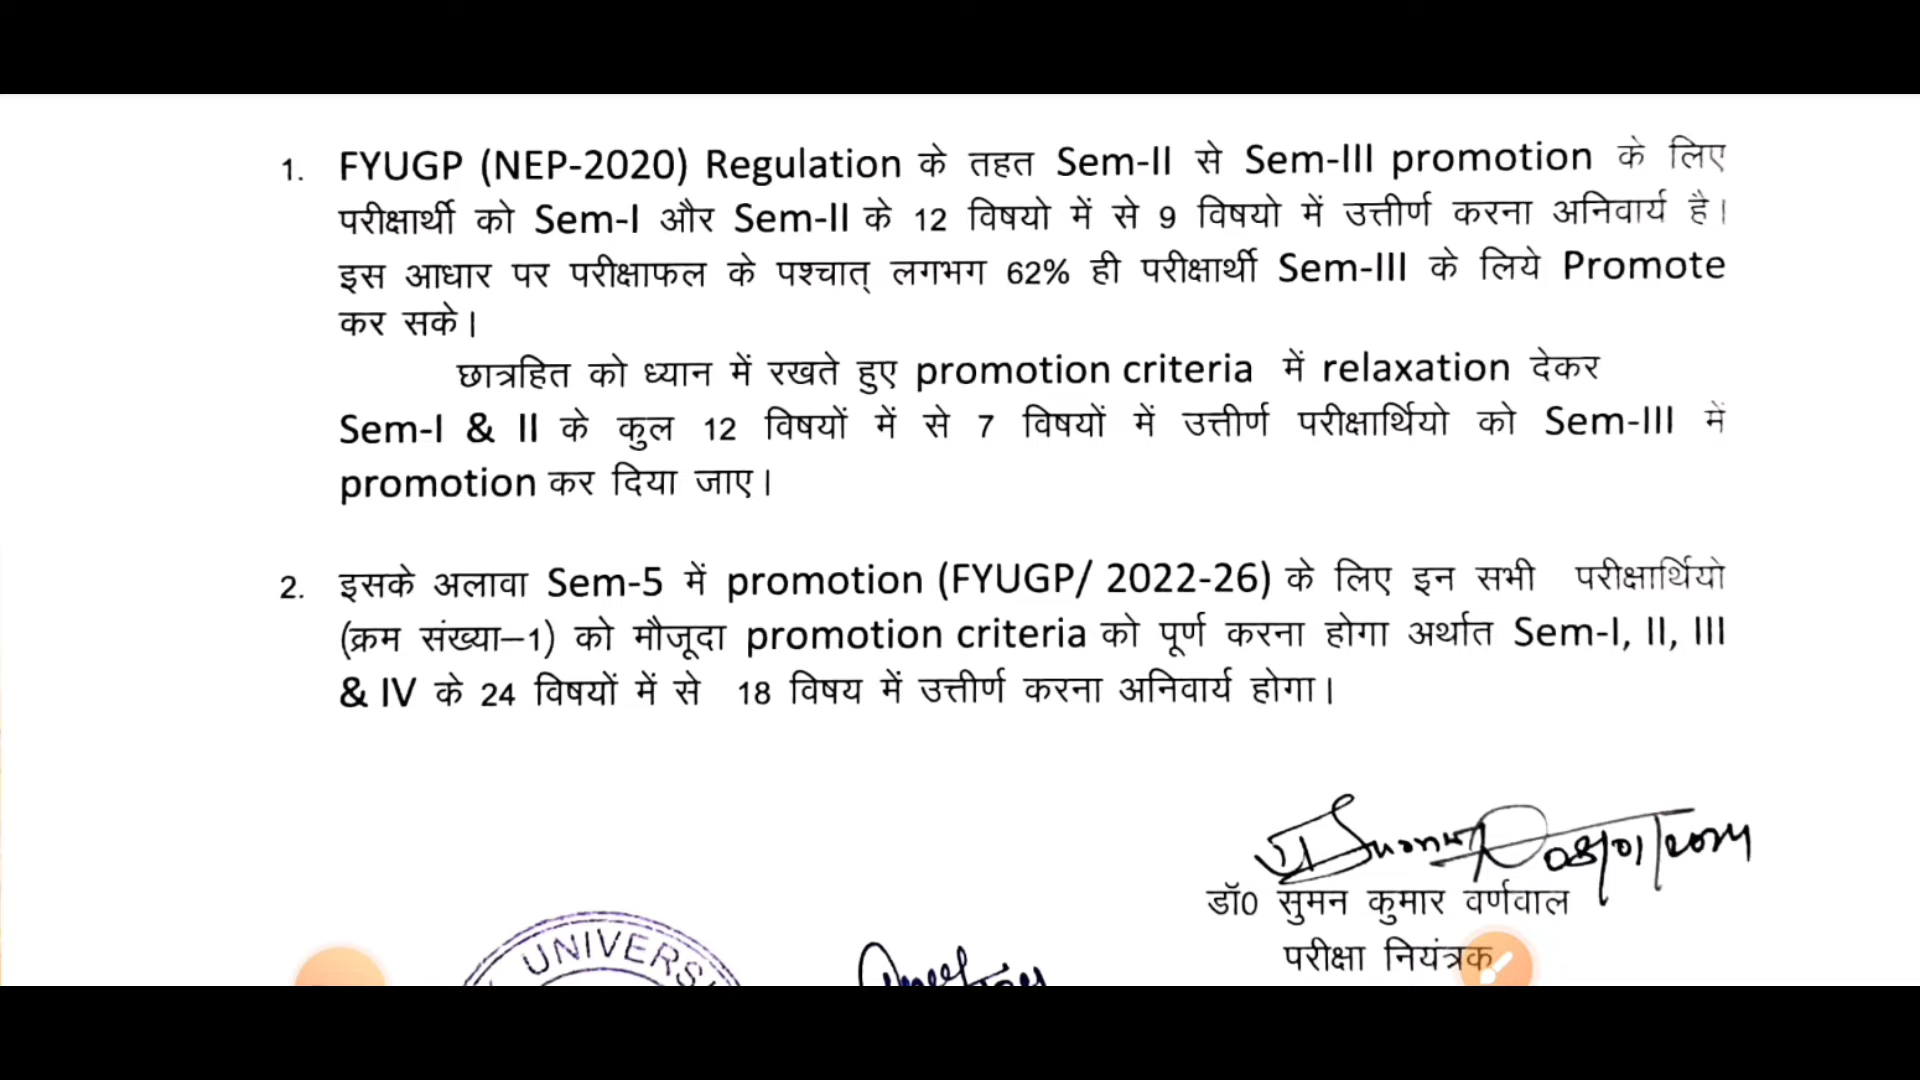 1. FYUGP (NEP-2020) Regulation के तहत Sem-II से Sem-III promotion के लिए
परीक्षार्थी को Sem-I और Sem-II के 12 विषयो में से 9 विषयो में उत्तीर्ण करना अनिवार्य है।
इस आधार पर परीक्षाफल के पश्चात् लगभग 62% ही परीक्षार्थी Sem-III के लिये Promote
कर सके।
छात्रहित को ध्यान में रखते हुए promotion criteria में relaxation देकर
Sem-I & II के कुल 12 विषयों में से 7 विषयों में उत्तीर्ण परीक्षार्थियो को Sem-III में
promotion कर दिया जाए।
2. इसके अलावा Sem-5 में promotion (FYUGP/ 2022-26) के लिए इन सभी परीक्षार्थियो
(क्रम संख्या–1) को मौजूदा promotion criteria को पूर्ण करना होगा अर्थात Sem-I, II, III
& IV के 24 विषयों में से 18 विषय में उत्तीर्ण करना अनिवार्य होगा।
डॉ0 सुमन कुमार वर्णवाल
परीक्षा नियंत्रक